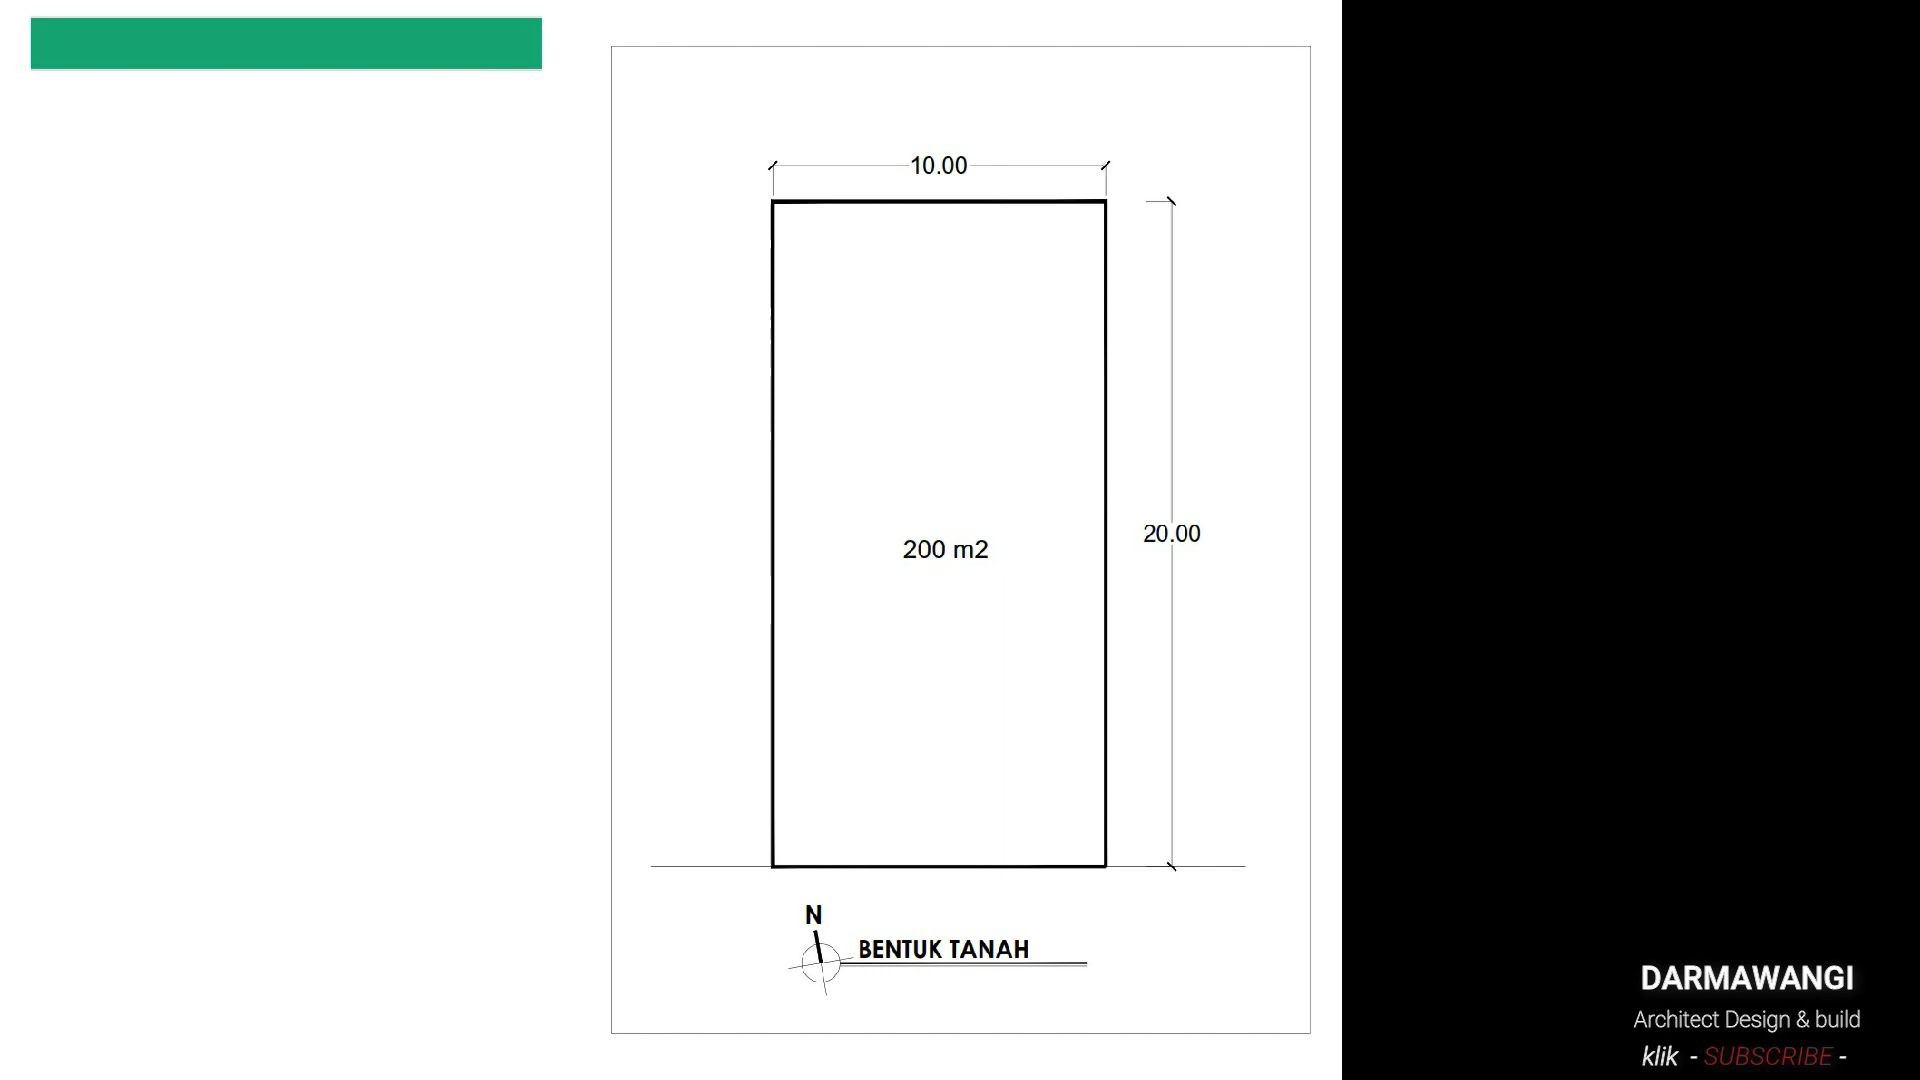 10.00
20.00
200 m2
N
BENTUK TANAH
DARMAWANGI
Architect Design & build
klik - SUBSCRIBE -